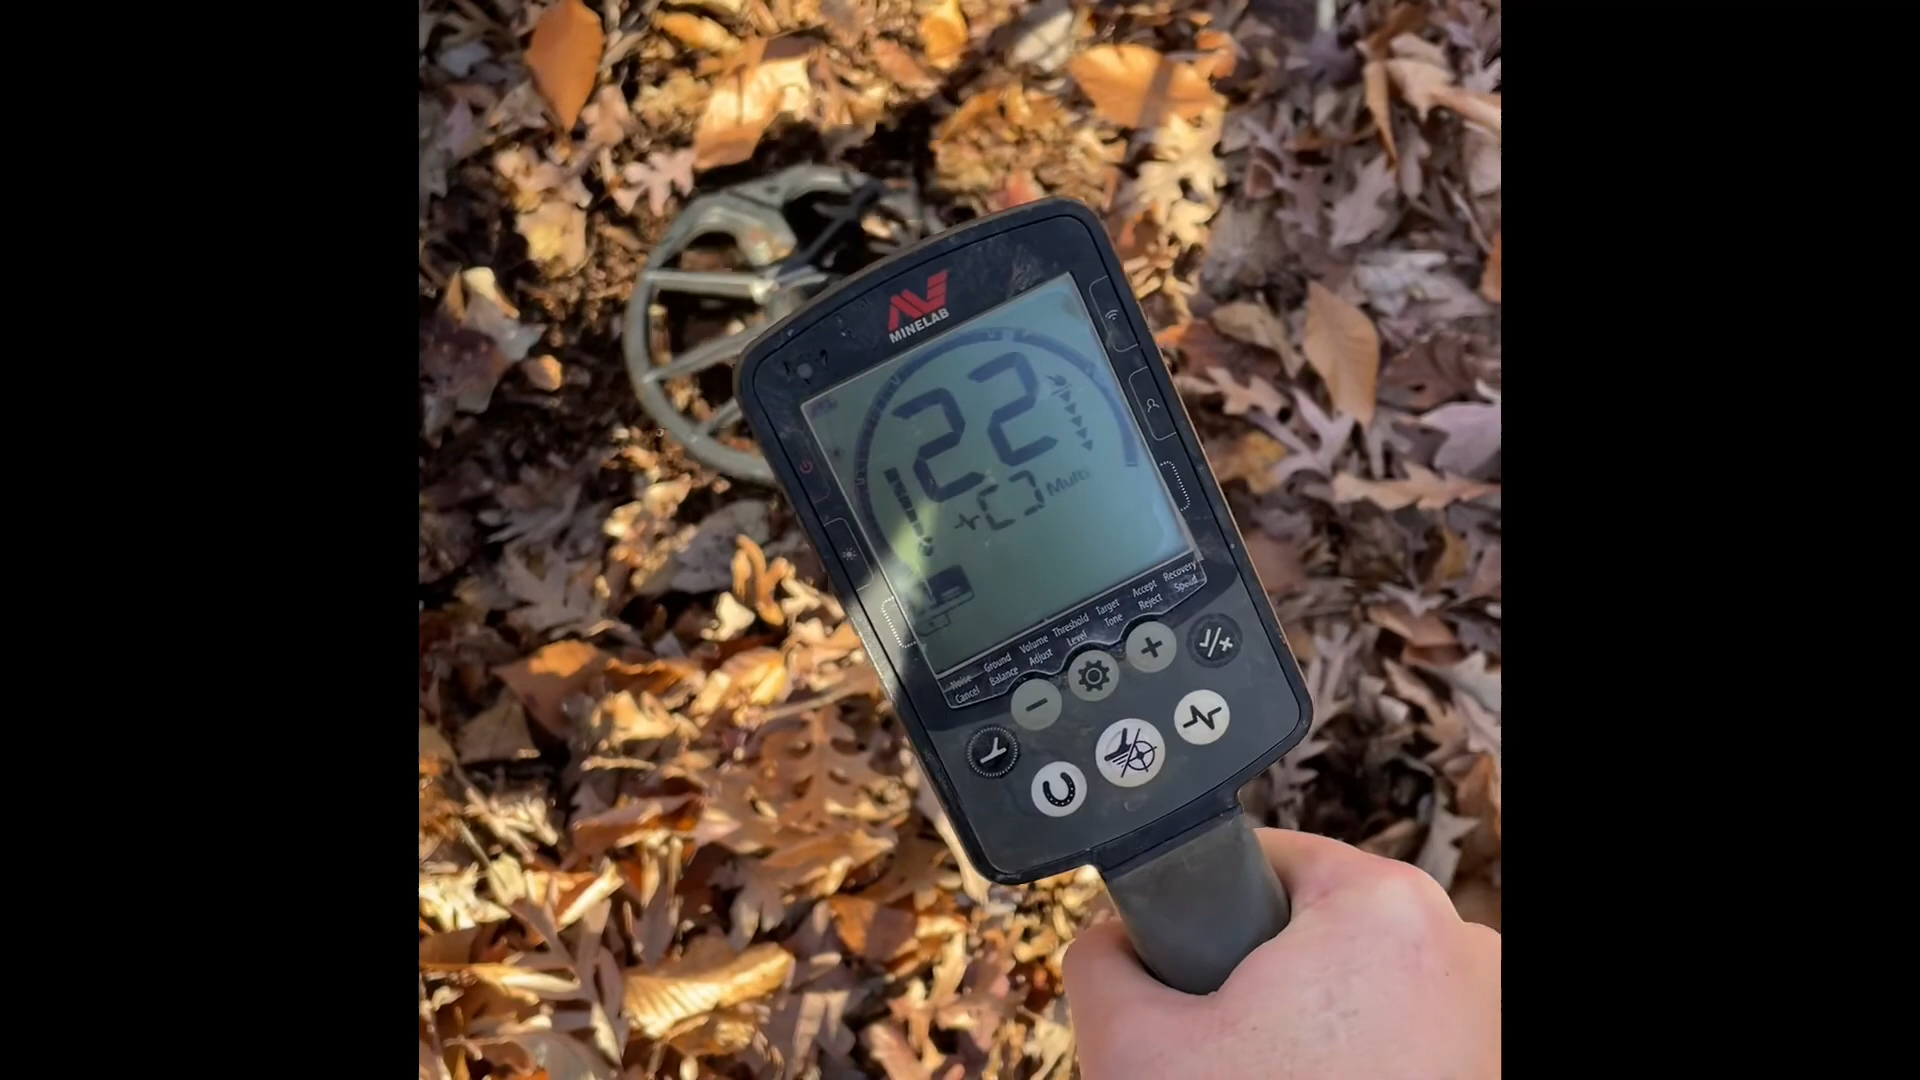 MINELAB
22
Multi
Noise Cancel
Ground Balance
Volume Adjust
Threshold Level
Target Tone
Accept Reject
Recovery Speed